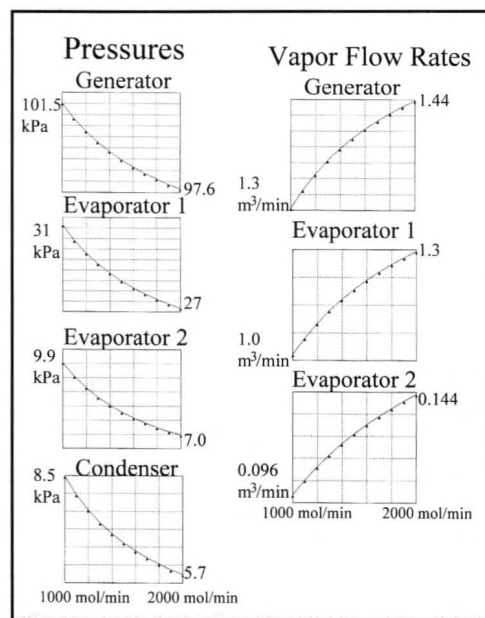 Pressures
Generator
101.5
kPa
97.6
Evaporator 1
31
kPa
27
Evaporator 2
9.9
kPa
7.0
Condenser
8.5
kPa
5.7
1000 mol/min 2000 mol/min
Vapor Flow Rates
Generator
1.44
1.3
m³/min
Evaporator 1
1.3
1.0
m³/min
Evaporator 2
0.144
0.096
m³/min
1000 mol/min 2000 mol/min